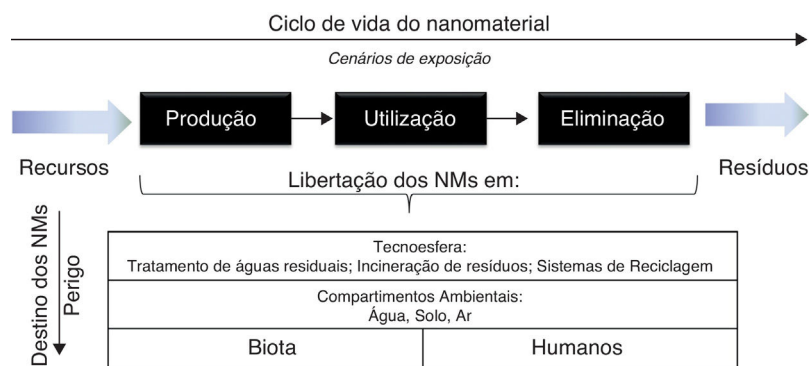 Ciclo de vida do nanomaterial
Cenários de exposição
Produção
Utilização
Eliminação
Recursos
Resíduos
Libertação dos NMs em:
Destino dos NMs
Perigo
Tecnoesfera:
Tratamento de águas residuais; Incineração de resíduos; Sistemas de Reciclagem
Compartimentos Ambientais:
Água, Solo, Ar
Biota
Humanos